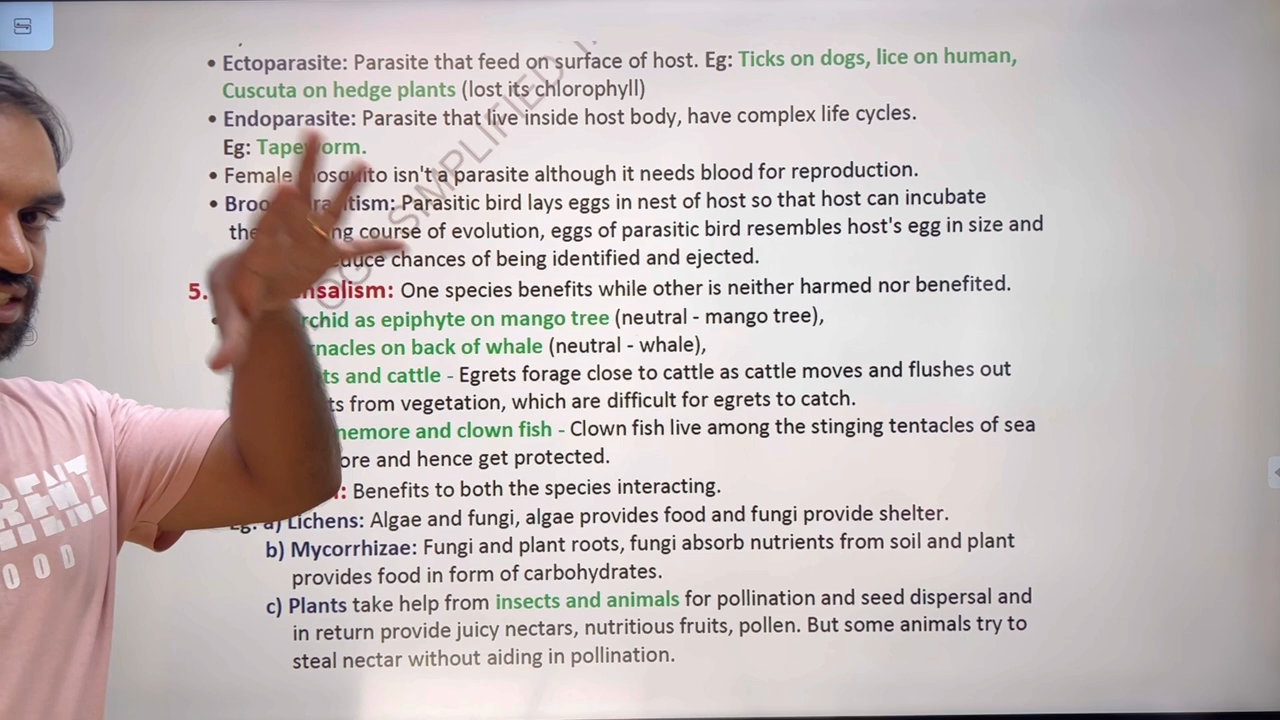 • Ectoparasite: Parasite that feed on surface of host. Eg: Ticks on dogs, lice on human,
Cuscuta on hedge plants (lost its chlorophyll)
• Endoparasite: Parasite that live inside host body, have complex life cycles.
Eg: Tapeworm.
• Female mosquito isn't a parasite although it needs blood for reproduction.
Parasitic bird lays eggs in nest of host so that host can incubate
course of evolution, eggs of parasitic bird resembles host's egg in size and
chances of being identified and ejected.
5. One species benefits while other is neither harmed nor benefited.
as epiphyte on mango tree (neutral - mango tree),
on back of whale (neutral - whale),
and cattle - Egrets forage close to cattle as cattle moves and flushes out
from vegetation, which are difficult for egrets to catch.
and clown fish - Clown fish live among the stinging tentacles of sea
and hence get protected.
Benefits to both the species interacting.
Eg: a) Lichens: Algae and fungi, algae provides food and fungi provide shelter.
b) Mycorrhizae: Fungi and plant roots, fungi absorb nutrients from soil and plant
provides food in form of carbohydrates.
c) Plants take help from insects and animals for pollination and seed dispersal and
in return provide juicy nectars, nutritious fruits, pollen. But some animals try to
steal nectar without aiding in pollination.
SIMPLIFIED